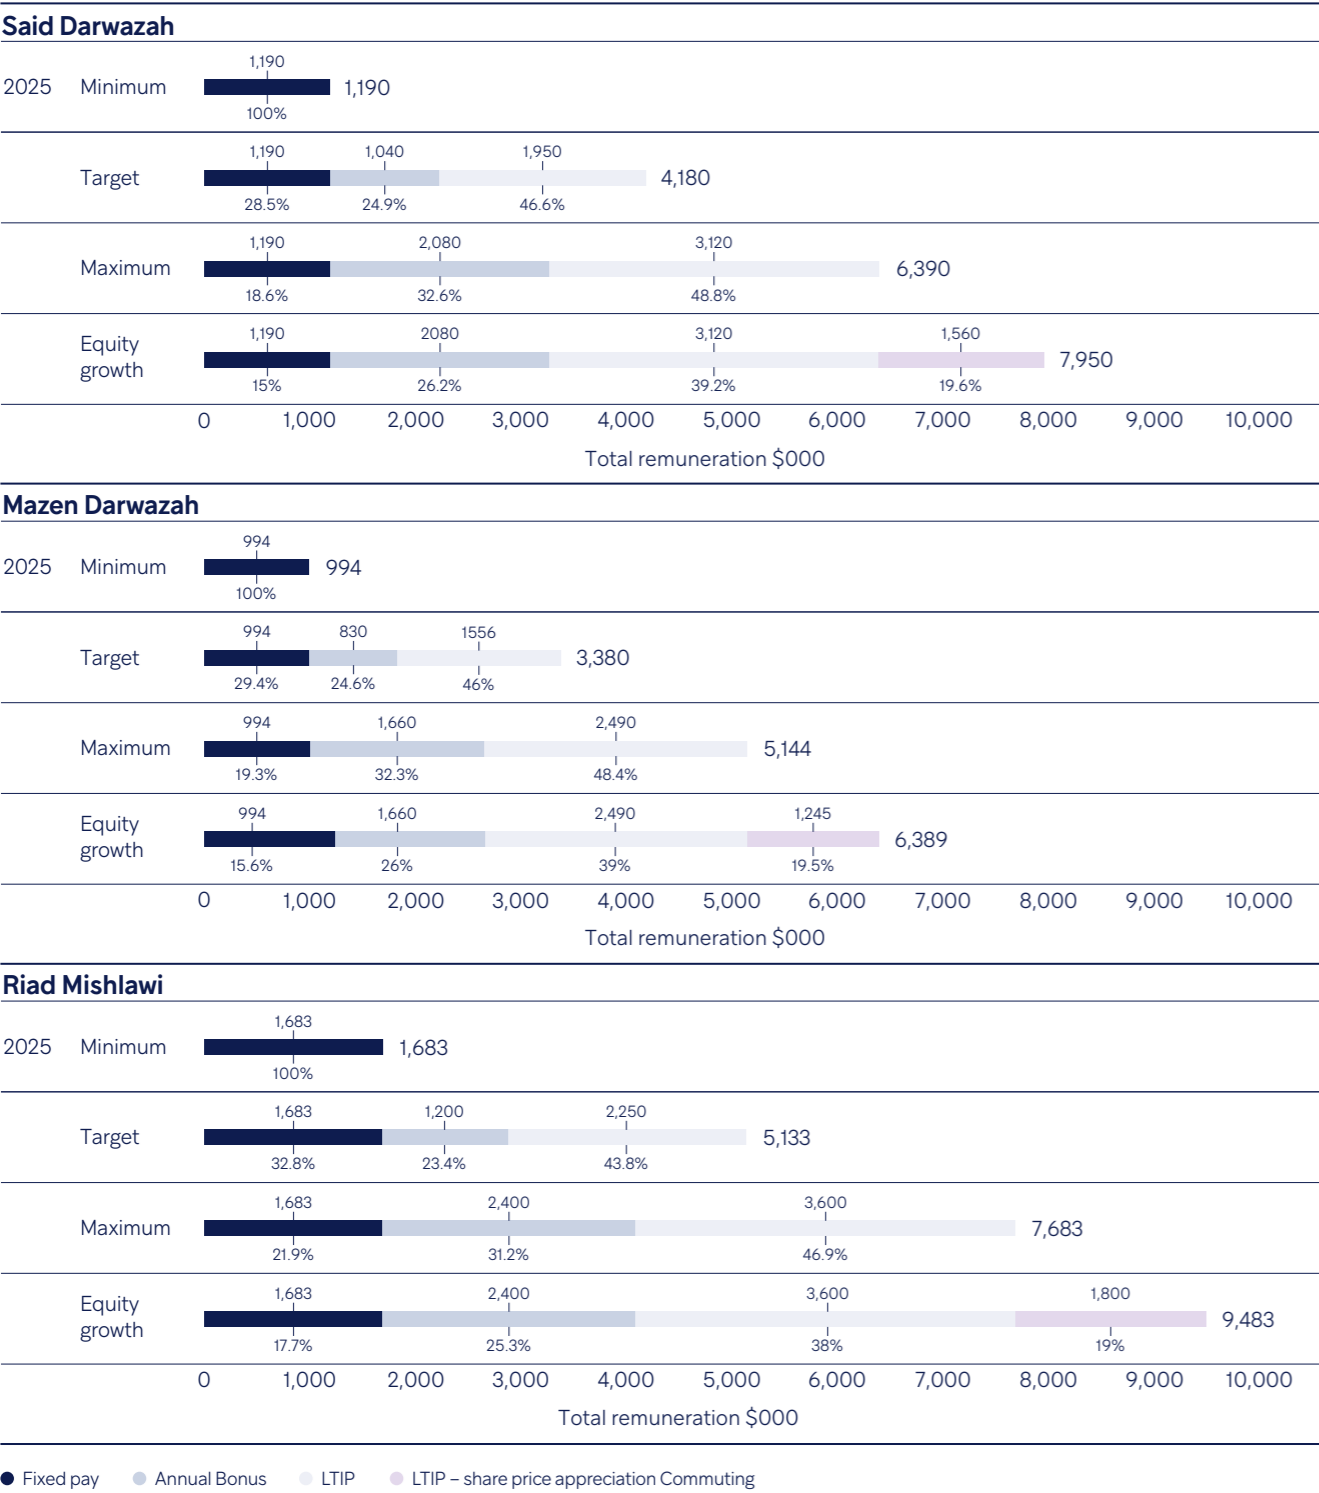 Said Darwazah
1,190
2025 Minimum 1,190
100%
1,190 1,040 1,950
Target 4,180
28.5% 24.9% 46.6%
1,190 2,080 3,120
Maximum 6,390
18.6% 32.6% 48.8%
1,190 2080 3,120 1,560
Equity
growth 7,950
15% 26.2% 39.2% 19.6%
0 1,000 2,000 3,000 4,000 5,000 6,000 7,000 8,000 9,000 10,000
Total remuneration $000
Mazen Darwazah
994
2025 Minimum 994
100%
994 830 1556
Target 3,380
29.4% 24.6% 46%
994 1,660 2,490
Maximum 5,144
19.3% 32.3% 48.4%
994 1,660 2,490 1,245
Equity
growth 6,389
15.6% 26% 39% 19.5%
0 1,000 2,000 3,000 4,000 5,000 6,000 7,000 8,000 9,000 10,000
Total remuneration $000
Riad Mishlawi
1,683
2025 Minimum 1,683
100%
1,683 1,200 2,250
Target 5,133
32.8% 23.4% 43.8%
1,683 2,400 3,600
Maximum 7,683
21.9% 31.2% 46.9%
1,683 2,400 3,600 1,800
Equity
growth 9,483
17.7% 25.3% 38% 19%
0 1,000 2,000 3,000 4,000 5,000 6,000 7,000 8,000 9,000 10,000
Total remuneration $000
Fixed pay Annual Bonus LTIP LTIP – share price appreciation Commuting